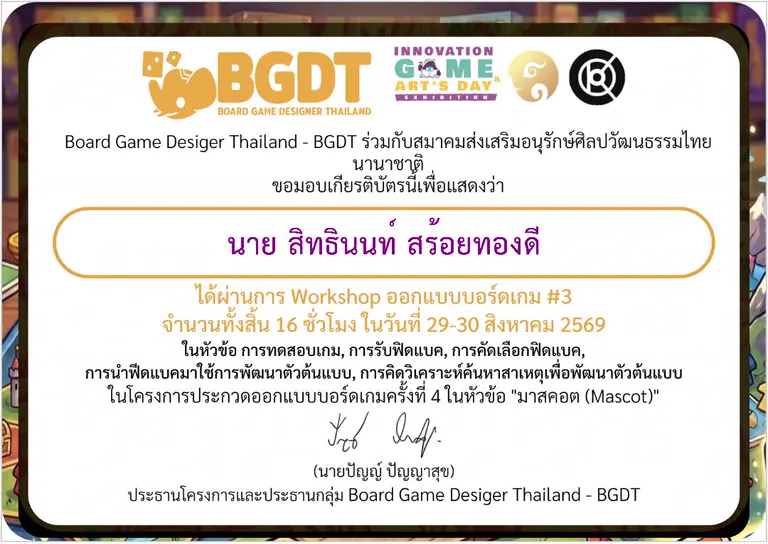 BGDT
BOARD GAME DESIGNER THAILAND
INNOVATION
GAME
ART'S DAY &
EXHIBITION
Board Game Desiger Thailand - BGDT ร่วมกับสมาคมส่งเสริมอนุรักษ์ศิลปวัฒนธรรมไทย
นานาชาติ
ขอมอบเกียรติบัตรนี้เพื่อแสดงว่า
นาย สิทธินนท์ สร้อยทองดี
ได้ผ่านการ Workshop ออกแบบบอร์ดเกม #3
จำนวนทั้งสิ้น 16 ชั่วโมง ในวันที่ 29-30 สิงหาคม 2569
ในหัวข้อ การทดสอบเกม, การรับฟิดแบค, การคัดเลือกฟิดแบค,
การนำฟีดแบคมาใช้การพัฒนาตัวต้นแบบ, การคิดวิเคราะห์ค้นหาสาเหตุเพื่อพัฒนาตัวต้นแบบ
ในโครงการประกวดออกแบบบอร์ดเกมครั้งที่ 4 ในหัวข้อ "มาสคอต (Mascot)"
(นายปัญญ์ ปัญญาสุข)
ประธานโครงการและประธานกลุ่ม Board Game Desiger Thailand - BGDT